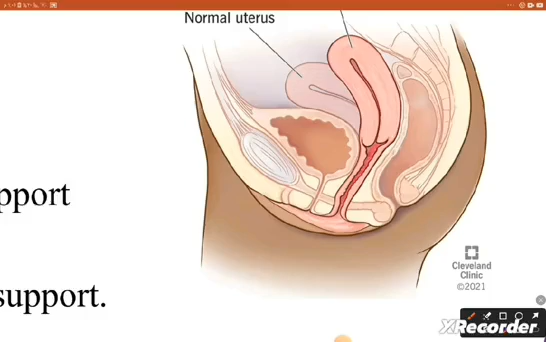 Normal uterus
pport
support.
Cleveland
Clinic
©2021
XRecorder